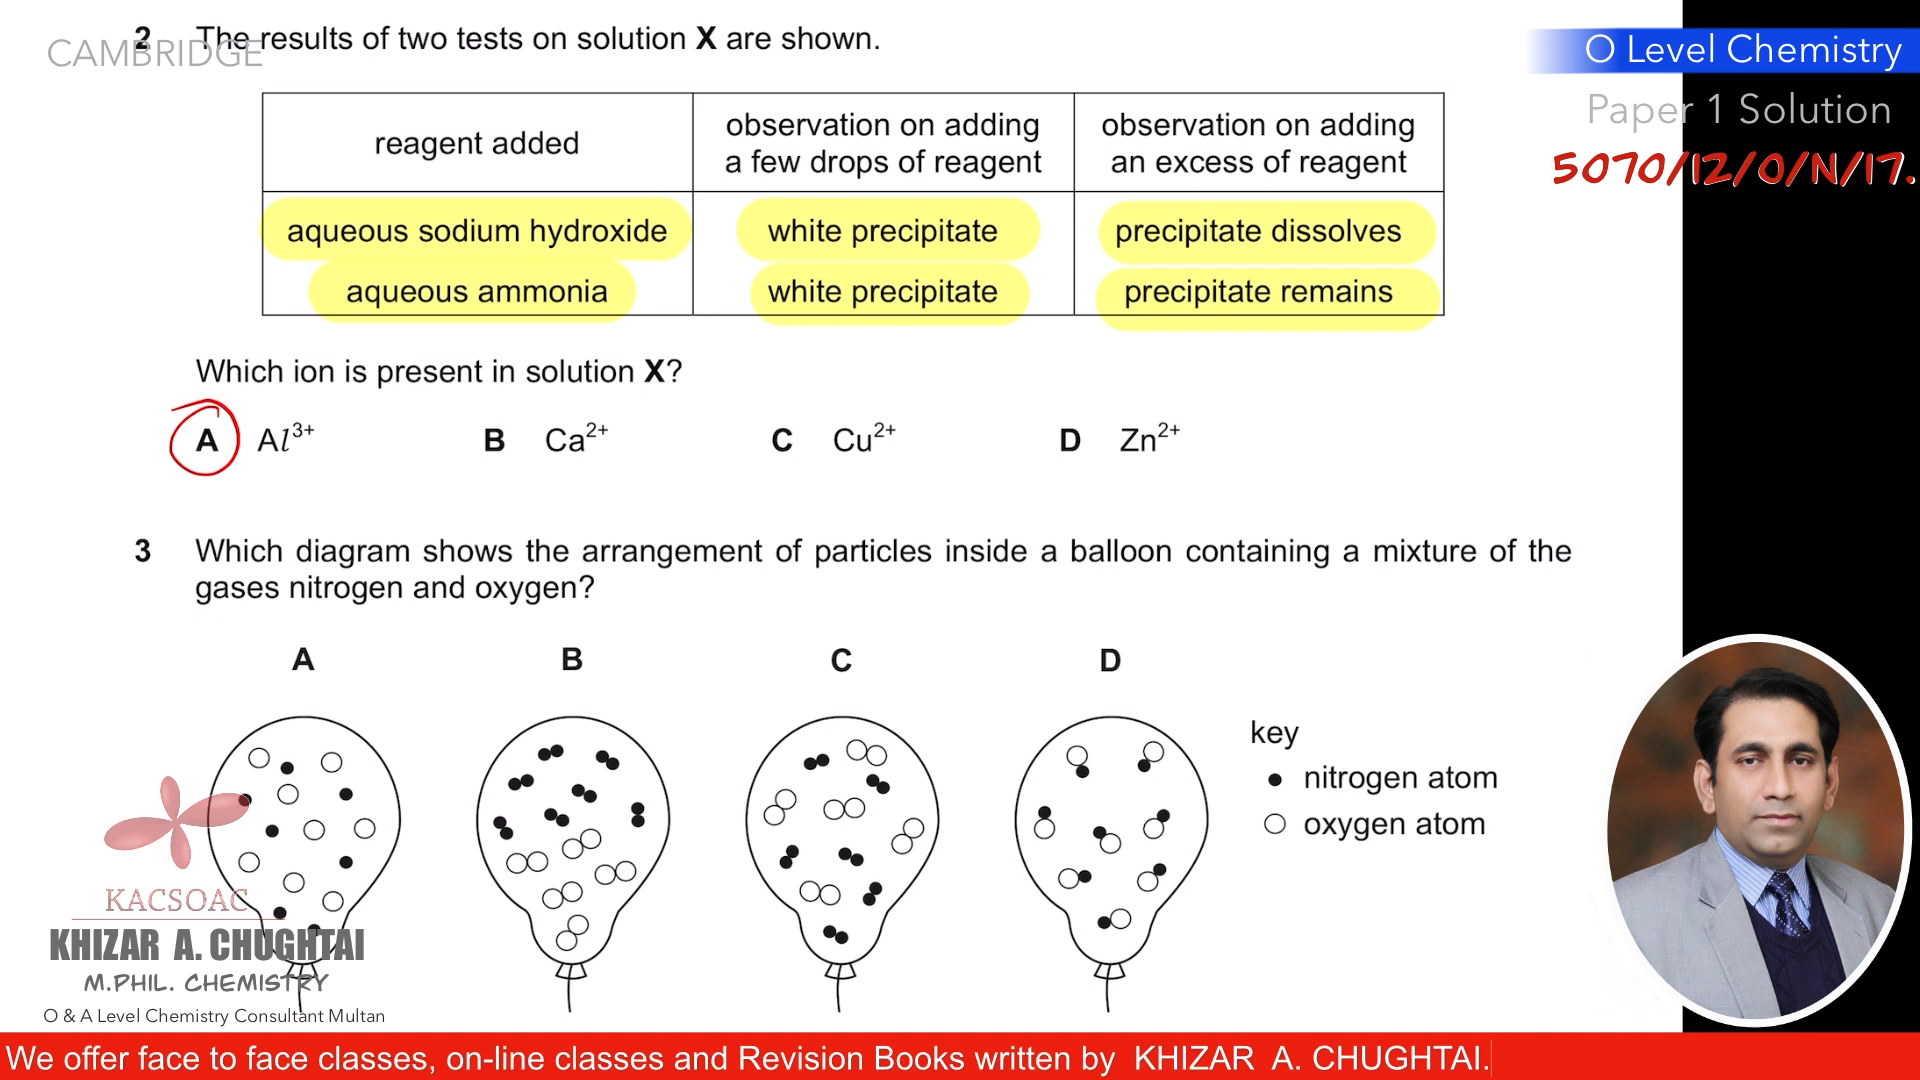 CAMBRIDGE
2 The results of two tests on solution X are shown.
O Level Chemistry
Paper 1 Solution
5070/12/O/N/17.
reagent added
observation on adding
a few drops of reagent
observation on adding
an excess of reagent
aqueous sodium hydroxide white precipitate precipitate dissolves
aqueous ammonia white precipitate precipitate remains
Which ion is present in solution X?
A Al³⁺ B Ca²⁺ C Cu²⁺ D Zn²⁺
3 Which diagram shows the arrangement of particles inside a balloon containing a mixture of the
gases nitrogen and oxygen?
A B C D
key
nitrogen atom
oxygen atom
KACSOAC
KHIZAR A. CHUGHTAI
M.PHIL. CHEMISTRY
O & A Level Chemistry Consultant Multan
We offer face to face classes, on-line classes and Revision Books written by KHIZAR A. CHUGHTAI.